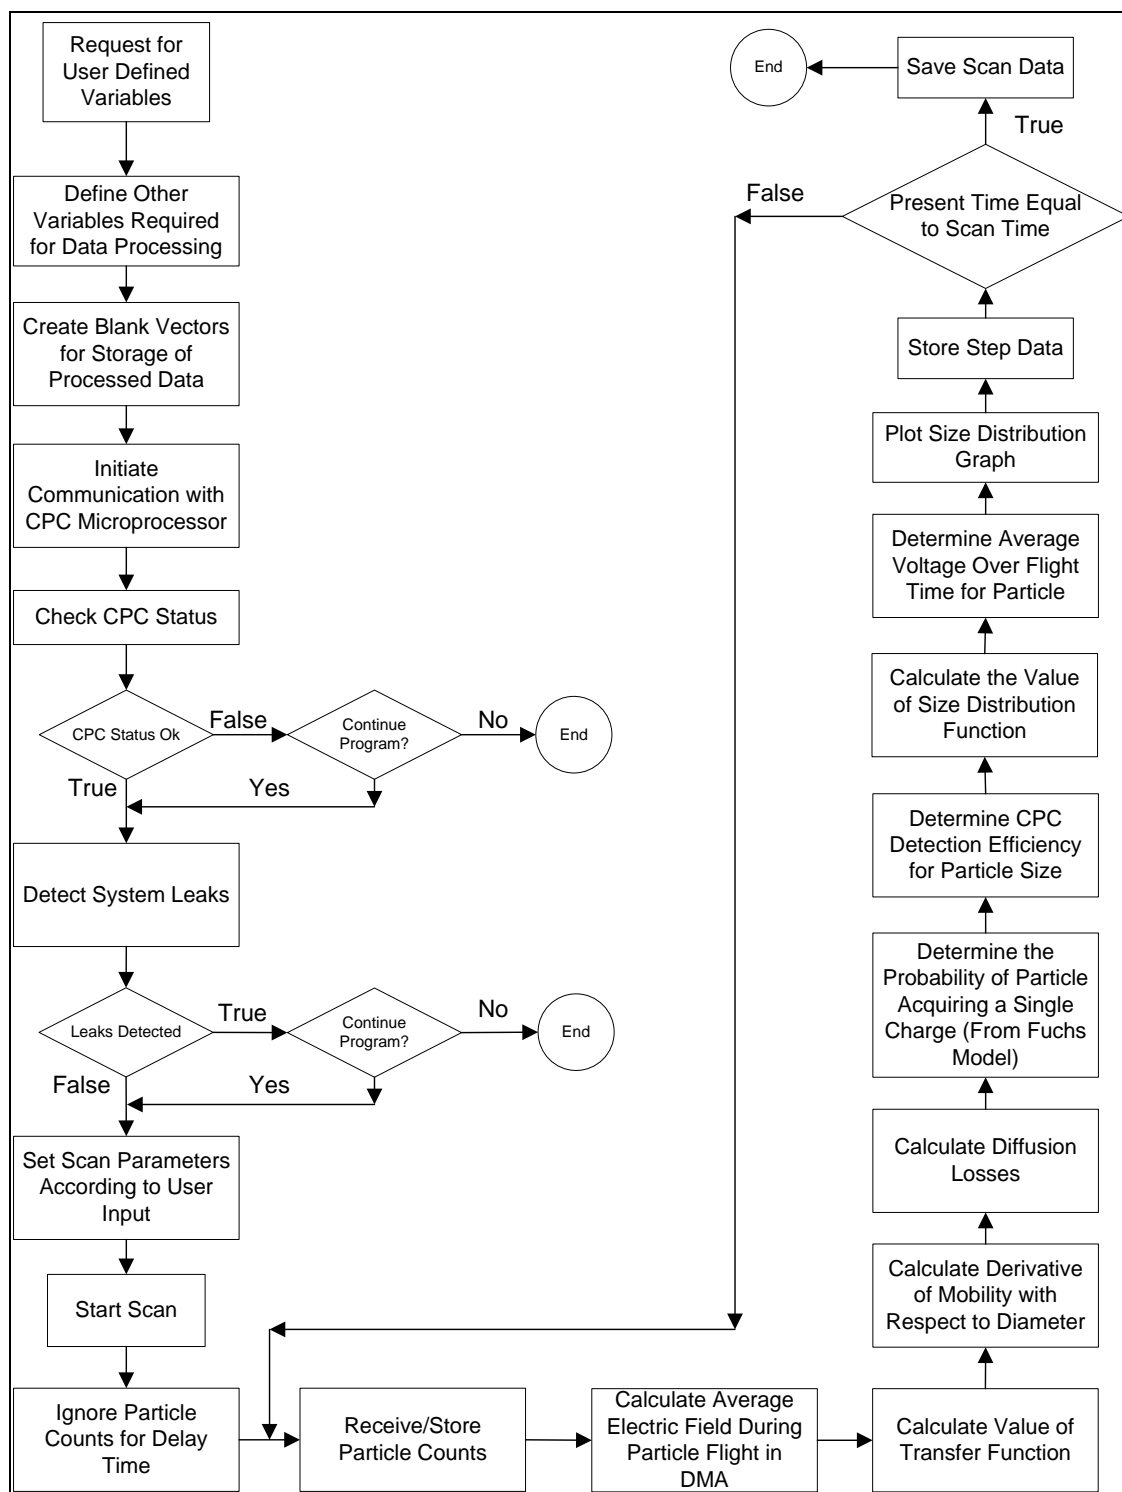 Request for
User Defined
Variables
Define Other
Variables Required
for Data Processing
Create Blank Vectors
for Storage of
Processed Data
Initiate
Communication with
CPC Microprocessor
Check CPC Status
CPC Status Ok
False
Continue
Program?
No
End
True
Yes
Detect System Leaks
Leaks Detected
True
Continue
Program?
No
End
False
Yes
Set Scan Parameters
According to User
Input
Start Scan
Ignore Particle
Counts for Delay
Time
Receive/Store
Particle Counts
Calculate Average
Electric Field During
Particle Flight in
DMA
Calculate Value of
Transfer Function
Calculate Derivative
of Mobility with
Respect to Diameter
Calculate Diffusion
Losses
Determine the
Probability of Particle
Acquiring a Single
Charge (From Fuchs
Model)
Determine CPC
Detection Efficiency
for Particle Size
Calculate the Value
of Size Distribution
Function
Determine Average
Voltage Over Flight
Time for Particle
Plot Size Distribution
Graph
Store Step Data
Present Time Equal
to Scan Time
False
True
Save Scan Data
End